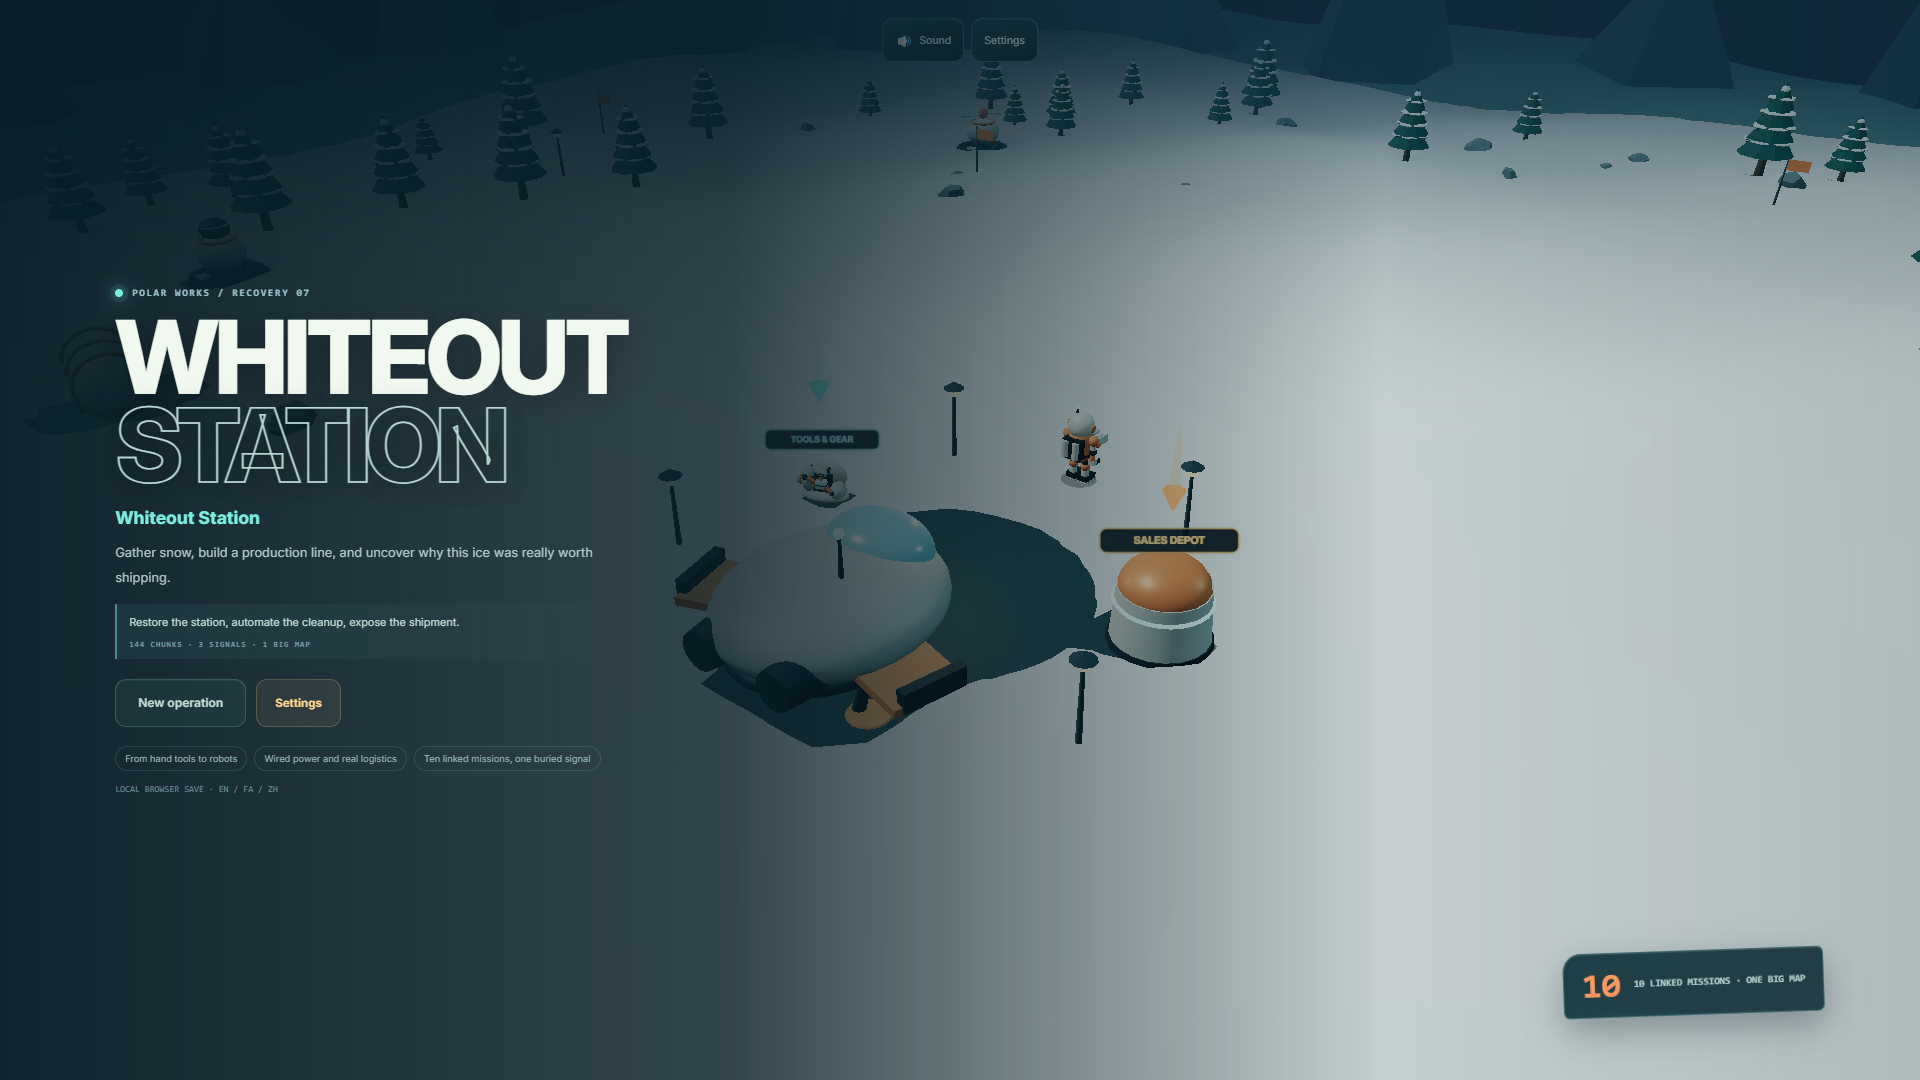 Sound
Settings
POLAR WORKS / RECOVERY 07
WHITEOUT
STATION
Whiteout Station
Gather snow, build a production line, and uncover why this ice was really worth
shipping.
Restore the station, automate the cleanup, expose the shipment.
144 CHUNKS · 3 SIGNALS · 1 BIG MAP
New operation
Settings
From hand tools to robots
Wired power and real logistics
Ten linked missions, one buried signal
LOCAL BROWSER SAVE · EN / FA / ZH
TOOLS & GEAR
SALES DEPOT
10
10 LINKED MISSIONS · ONE BIG MAP